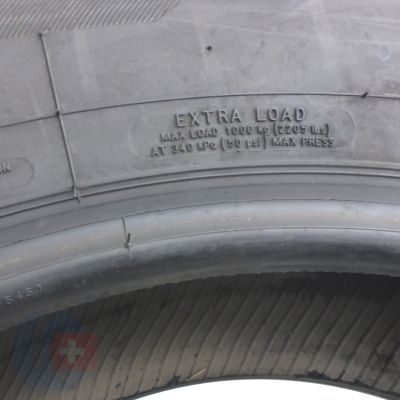 EXTRA LOAD
MAX LOAD 1000 kg (2205 lbs)
AT 340 KPa (50 psi) MAX PRESS